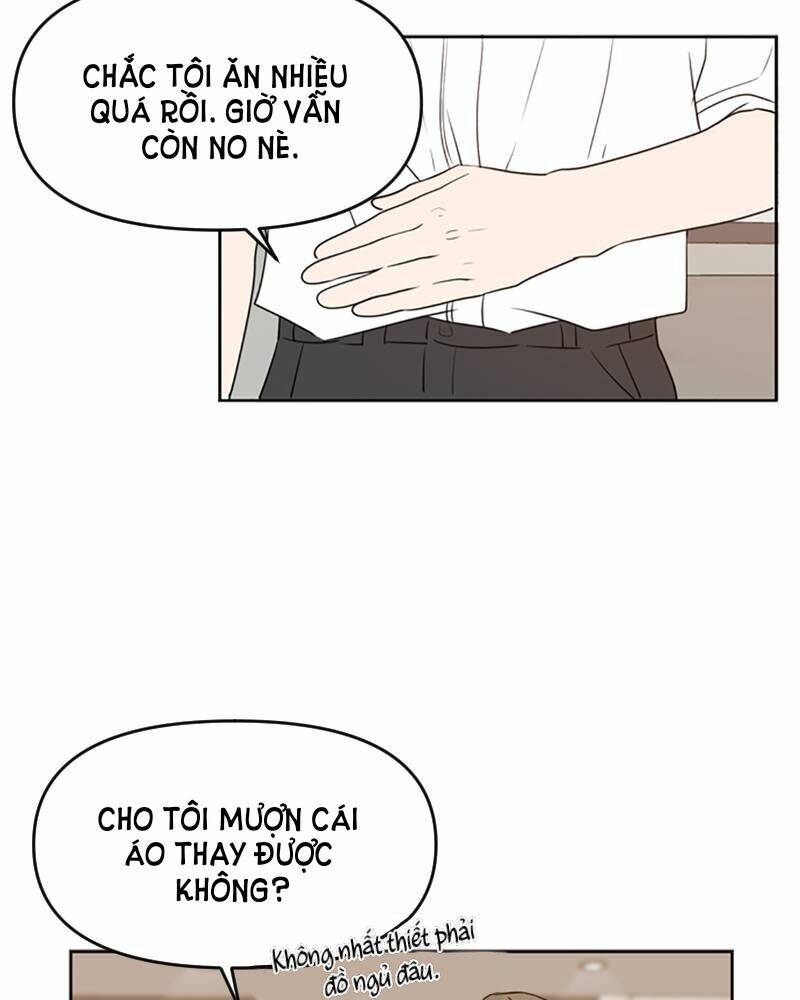 CHẮC TÔI ĂN NHIỀU
QUÁ RỒI. GIỜ VẪN
CÒN NO NÈ.
CHO TÔI MƯỢN CÁI
ÁO THAY ĐƯỢC
KHÔNG?
Không nhất thiết phải
đồ ngủ đâu.